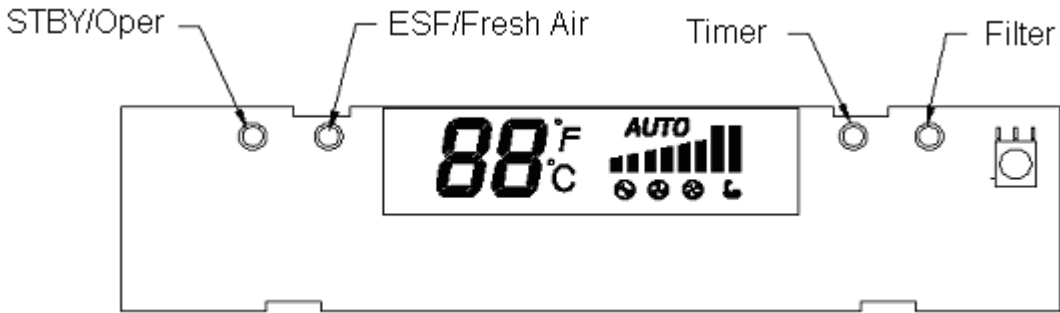 STBY/Oper
ESF/Fresh Air
Timer
Filter
88 °F
°C
AUTO